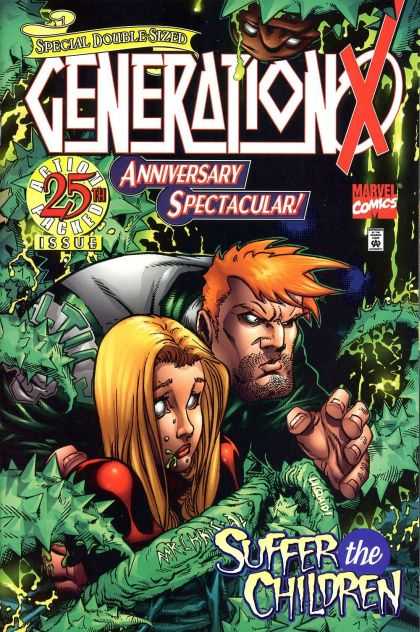 SPECIAL DOUBLE-SIZED
GENERATION X
ACTION
PACKED
25TH
ISSUE
ANNIVERSARY
SPECTACULAR!
MARVEL
COMICS
SUFFER the
CHILDREN